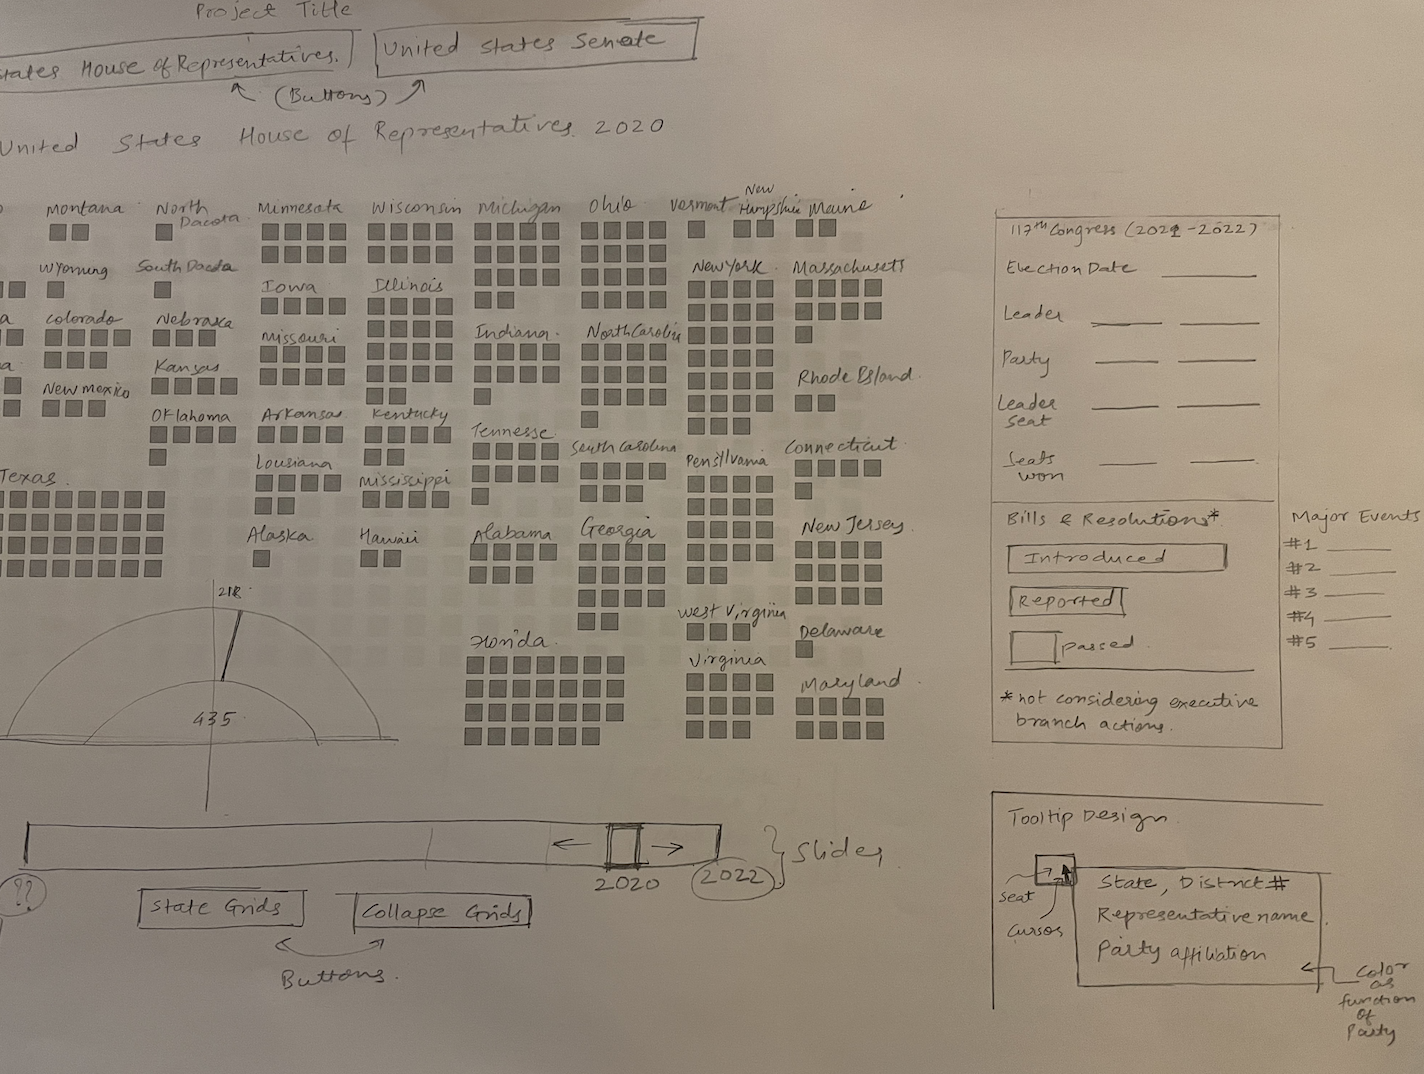 Project Title
States House of Representatives.
United States Senate
(Buttons)
United States House of Representatives 2020
Montana
North
Dacota
Minnesota
Wisconsin
Michigan
Ohio
Vermont
New
Hampshire
Maine
Wyoming
South Dacota
Iowa
Illinois
New York
Massachusetts
a
Colorado
Nebraska
Missouri
Indiana
North Carolin
a
New mexico
Kansas
Rhode Island
Oklahoma
Arkansas
Kentucky
Tennesse
South Carolina
Pensylvania
Connecticut
Texas
Lousiana
Mississippi
Alaska
Hawaii
Alabama
Georgia
New Jersey
West Virginia
Delaware
Florida
Virginia
Maryland
218
435
Slider
??
2020
2022
State Grids
Collapse Grids
Buttons.
117th Congress (2021-2022)
Election Date
Leader
Party
Leader
Seat
Seats
won
Bills & Resolutions*
Introduced
Reported
passed
*not considering executive
branch actions.
Major Events
#1
#2
#3
#4
#5
Tooltip Design
seat
cursor
State, District #
Representative name
Party affiliation
color
as
function
of
Party